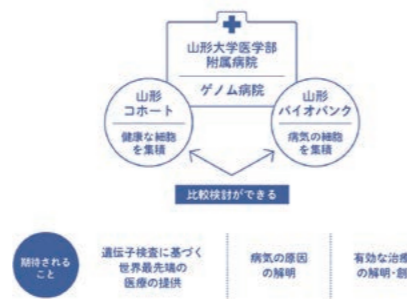 山形大学医学部
附属病院
ゲノム病院
山形
コホート
健康な細胞
を集積
山形
バイオバンク
病気の細胞
を集積
比較検討ができる
期待される
こと
遺伝子検査に基づく
世界最先端の
医療の提供
病気の原因
の解明
有効な治療
の解明・創